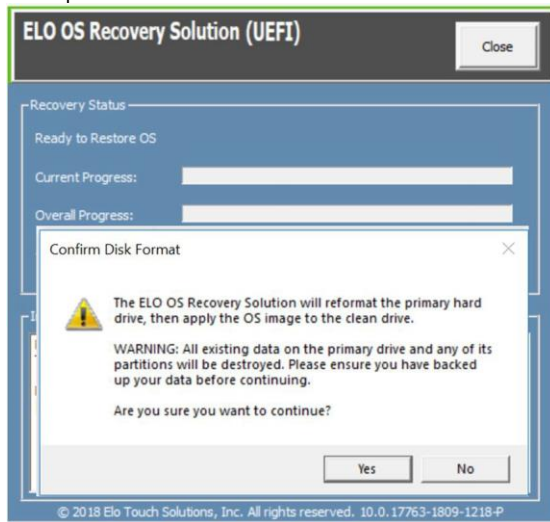 ELO OS Recovery Solution (UEFI)
Close
Recovery Status
Ready to Restore OS
Current Progress:
Overall Progress:
Confirm Disk Format
The ELO OS Recovery Solution will reformat the primary hard
drive, then apply the OS image to the clean drive.
WARNING: All existing data on the primary drive and any of its
partitions will be destroyed. Please ensure you have backed
up your data before continuing.
Are you sure you want to continue?
Yes
No
© 2018 Elo Touch Solutions, Inc. All rights reserved. 10.0.17763-1809-1218-P